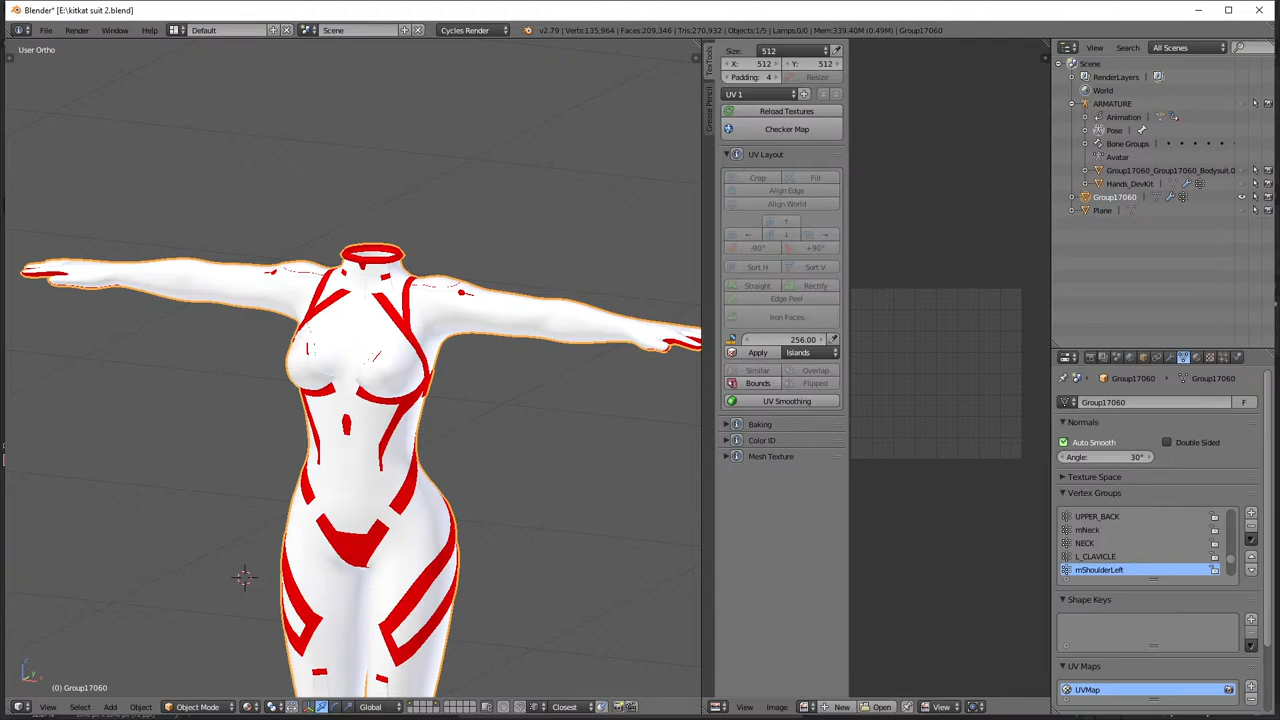 Blender* [E:\kitkat suit 2.blend]
File Render Window Help Default Scene Cycles Render v2.79 | Verts:135,964 | Faces:209,346 | Tris:270,932 | Objects:1/5 | Lamps:0/0 | Mem:339.40M (0.49M) | Group17060
User Ortho
TexTools
Grease Pencil
Size: 512
X: 512 Y: 512
Padding: 4 Resize
UV 1
Reload Textures
Checker Map
UV Layout
Crop Fill
Align Edge
Align World
-90° +90°
Sort H Sort V
Straight Rectify
Edge Peel
Iron Faces
256.00
Apply Islands
Similar Overlap
Bounds Flipped
UV Smoothing
Baking
Color ID
Mesh Texture
View Search All Scenes
Scene
RenderLayers
World
ARMATURE
Animation
Pose
Bone Groups
Avatar
Group17060_Group17060_Bodysuit.0
Hands_DevKit
Group17060
Plane
Group17060 Group17060
Group17060 F
Normals
Auto Smooth Double Sided
Angle: 30°
Texture Space
Vertex Groups
UPPER_BACK
mNeck
NECK
L_CLAVICLE
mShoulderLeft
Shape Keys
UV Maps
UVMap
(0) Group17060
View Select Add Object Object Mode Global Closest
View Image New Open View